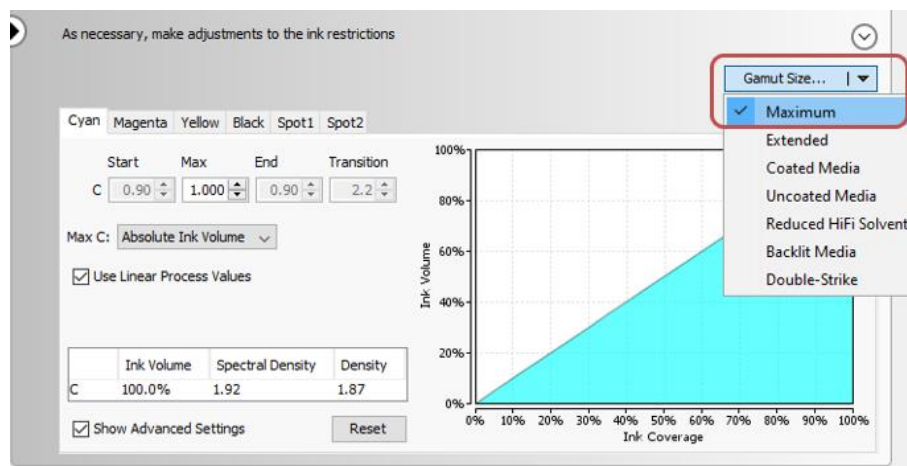 As necessary, make adjustments to the ink restrictions
Gamut Size...
Maximum
Extended
Coated Media
Uncoated Media
Reduced HiFi Solvent
Backlit Media
Double-Strike
Cyan Magenta Yellow Black Spot1 Spot2
Start Max End Transition
C 0.90 1.000 0.90 2.2
Max C: Absolute Ink Volume
Use Linear Process Values
Ink Volume Spectral Density Density
C 100.0% 1.92 1.87
Show Advanced Settings Reset
100%
80%
60%
40%
20%
0%
Ink Volume
0% 10% 20% 30% 40% 50% 60% 70% 80% 90% 100%
Ink Coverage